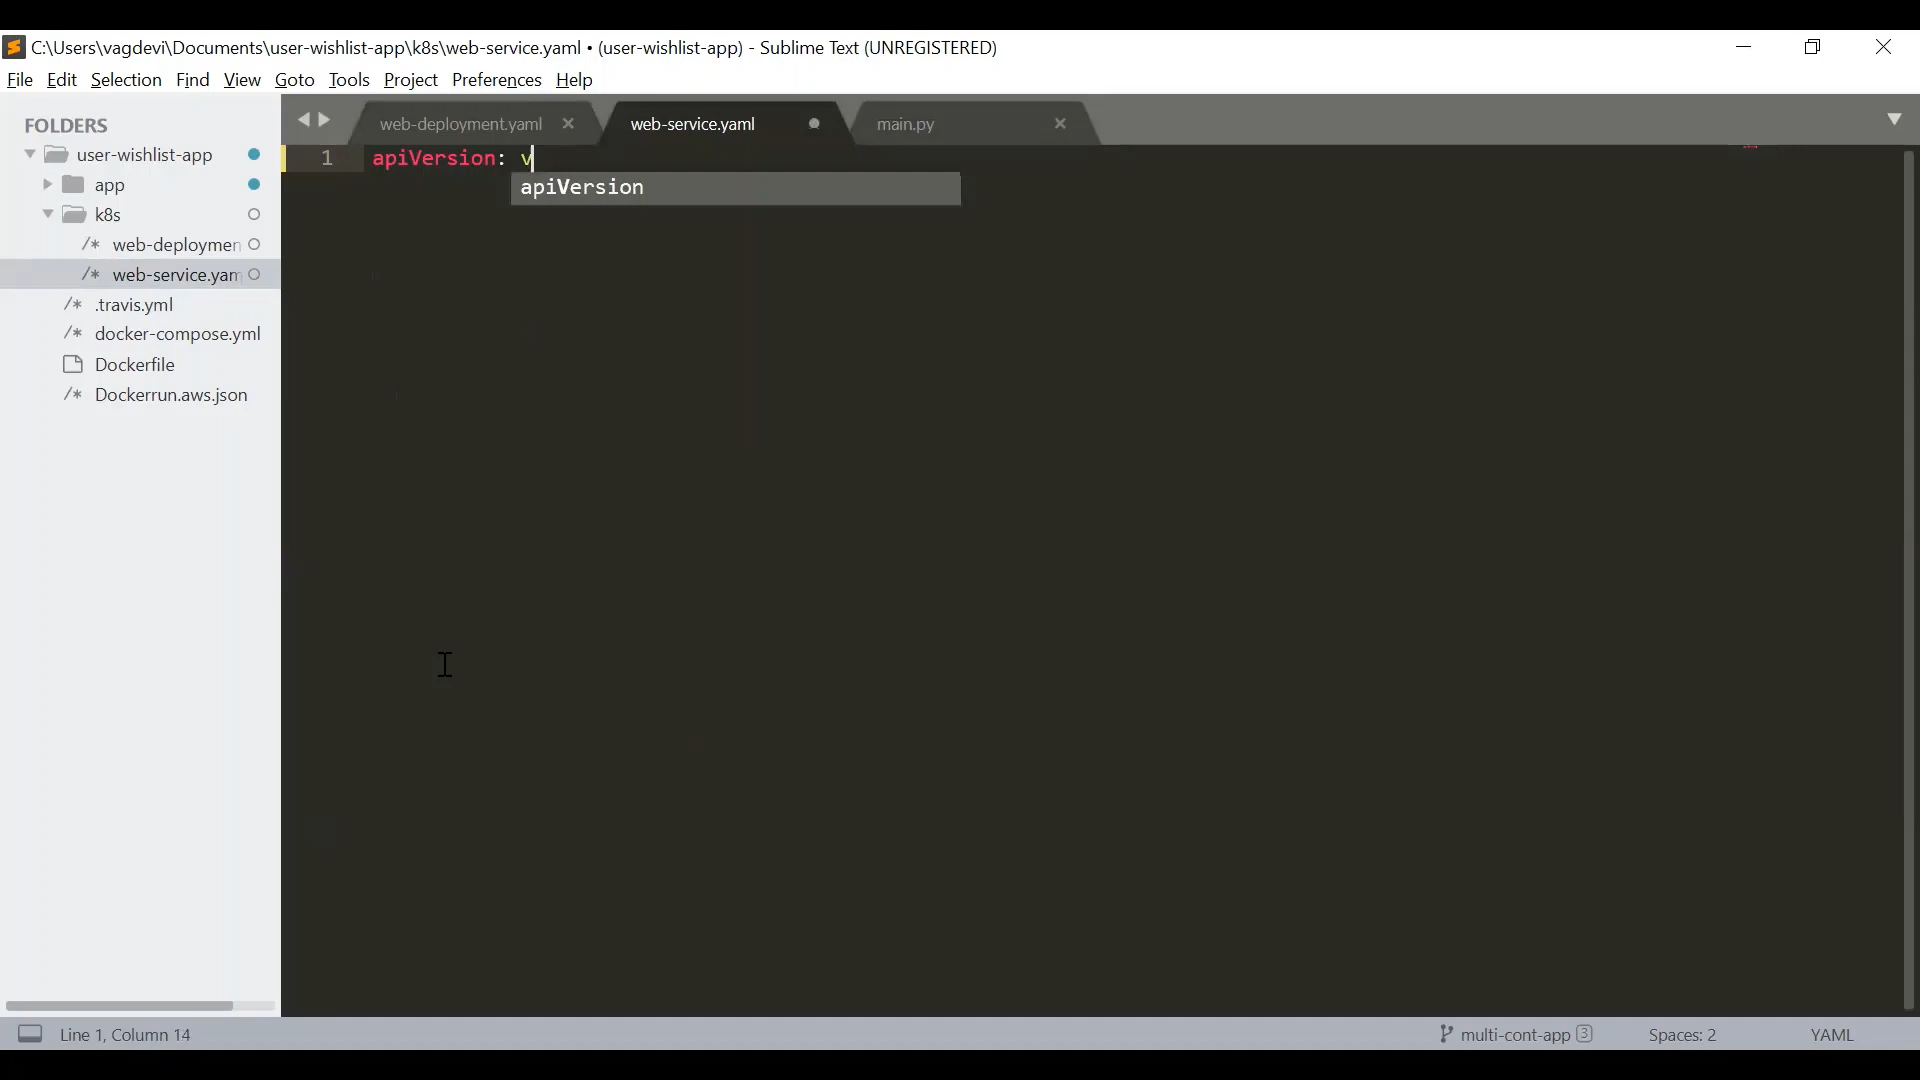 C:\Users\vagdevi\Documents\user-wishlist-app\k8s\web-service.yaml • (user-wishlist-app) - Sublime Text (UNREGISTERED)
File Edit Selection Find View Goto Tools Project Preferences Help
FOLDERS
user-wishlist-app
app
k8s
/* web-deploymen
/* web-service.yam
/* .travis.yml
/* docker-compose.yml
Dockerfile
/* Dockerrun.aws.json
web-deployment.yaml
web-service.yaml
main.py
1 apiVersion: v
apiVersion
Line 1, Column 14
multi-cont-app 3
Spaces: 2
YAML